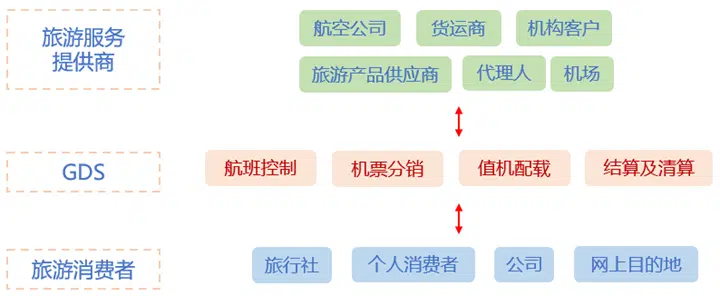 旅游服务
提供商
航空公司
货运商
机构客户
旅游产品供应商
代理人
机场
GDS
航班控制
机票分销
值机配载
结算及清算
旅游消费者
旅行社
个人消费者
公司
网上目的地